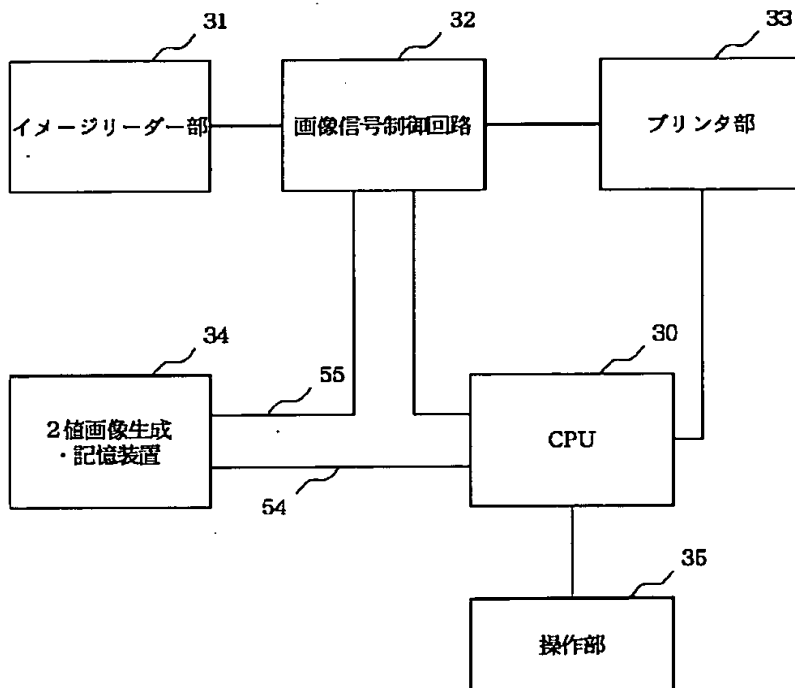 31
32
33
イメージリーダー部
画像信号制御回路
プリンタ部
34
30
55
2値画像生成
・記憶装置
CPU
54
35
操作部